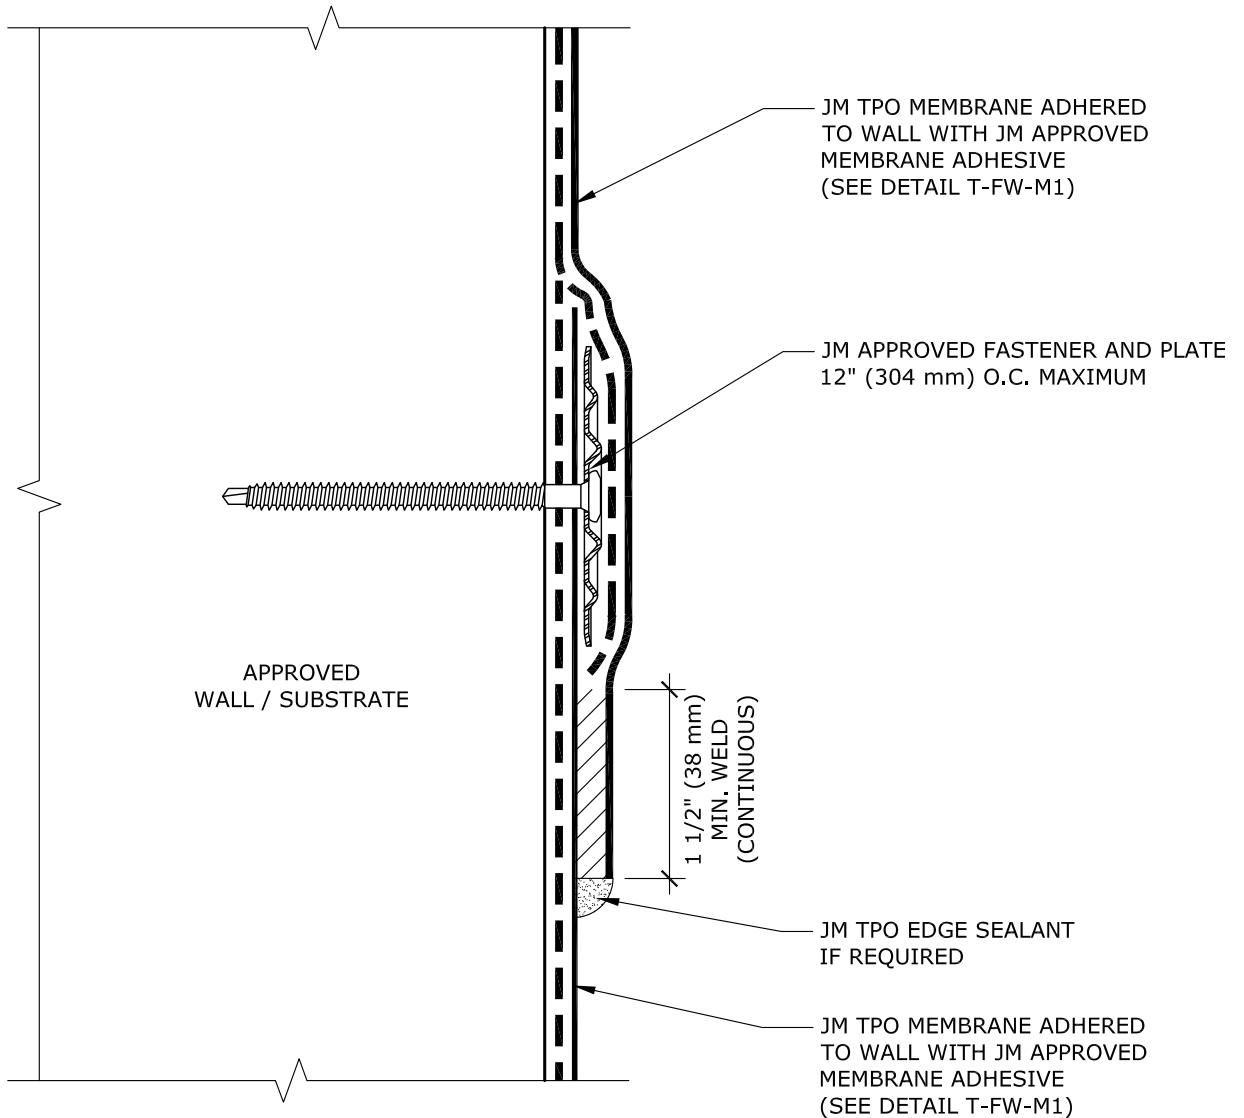 JM TPO MEMBRANE ADHERED
TO WALL WITH JM APPROVED
MEMBRANE ADHESIVE
(SEE DETAIL T-FW-M1)
JM APPROVED FASTENER AND PLATE
12" (304 mm) O.C. MAXIMUM
APPROVED
WALL / SUBSTRATE
1 1/2" (38 mm)
MIN. WELD
(CONTINUOUS)
JM TPO EDGE SEALANT
IF REQUIRED
JM TPO MEMBRANE ADHERED
TO WALL WITH JM APPROVED
MEMBRANE ADHESIVE
(SEE DETAIL T-FW-M1)